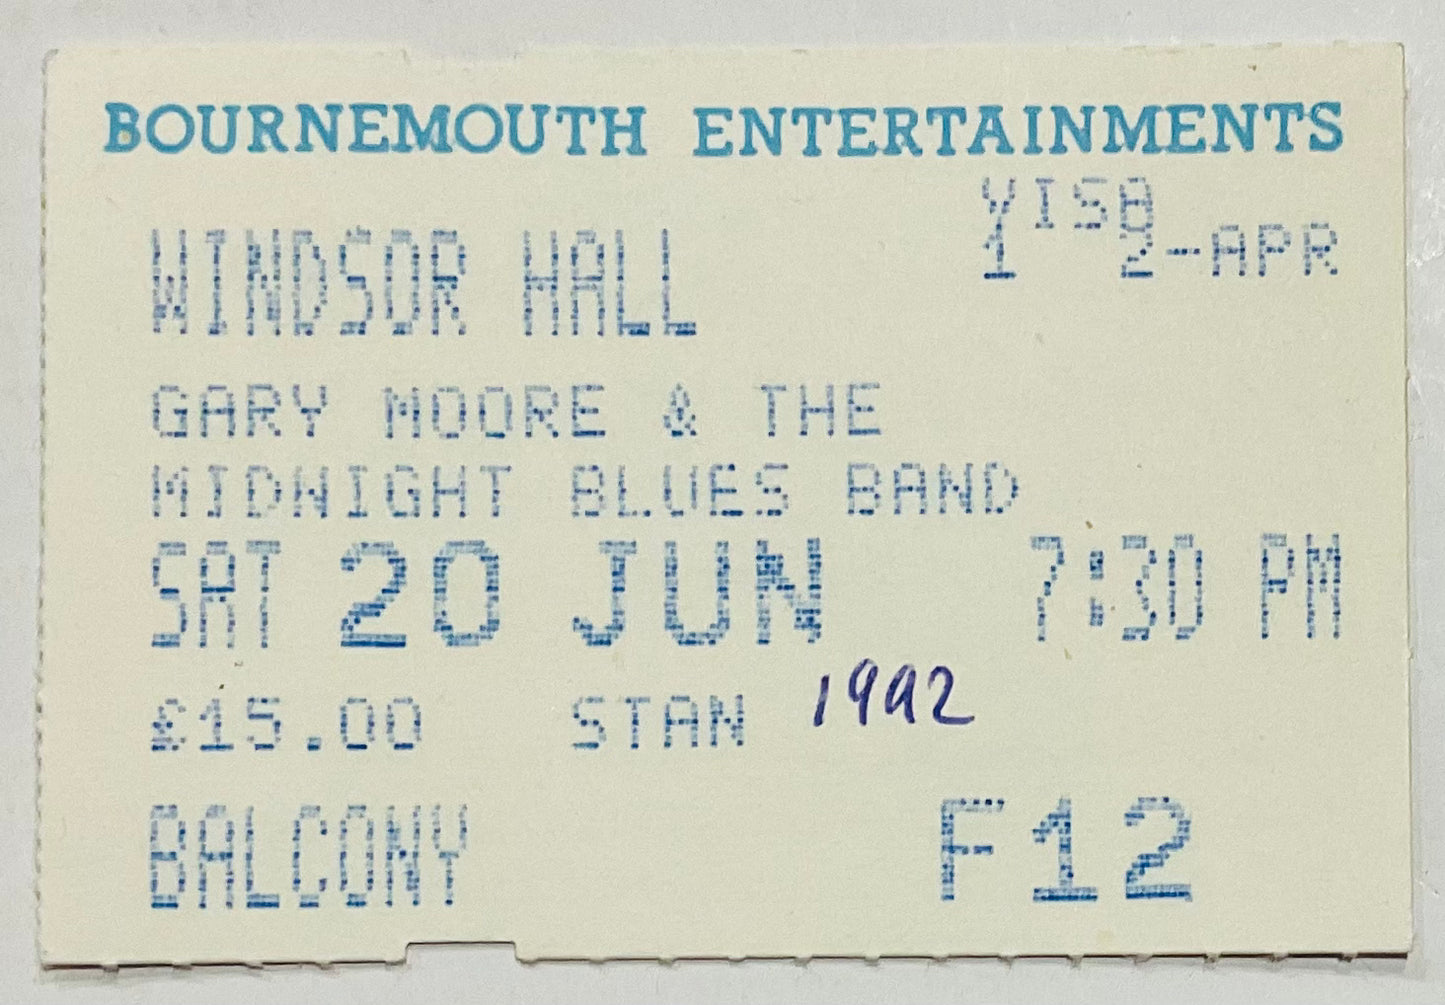 BOURNEMOUTH ENTERTAINMENTS
VISA
1 2-APR
WINDSOR HALL
GARY MOORE & THE
MIDNIGHT BLUES BAND
SAT 20 JUN 7:30 PM
£15.00 STAN 1992
BALCONY F12